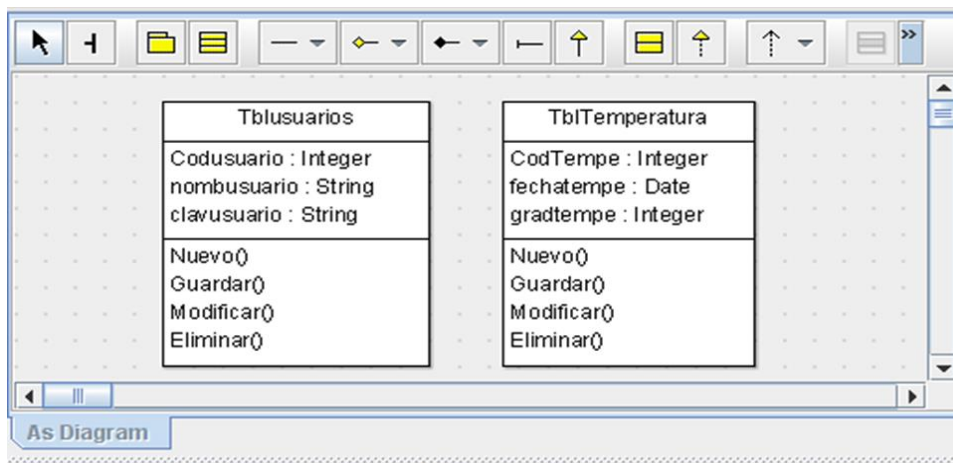 Tblusuarios
Codusuario : Integer
nombusuario : String
clavusuario : String
Nuevo()
Guardar()
Modificar()
Eliminar()
TblTemperatura
CodTempe : Integer
fechatempe : Date
gradtempe : Integer
Nuevo()
Guardar()
Modificar()
Eliminar()
As Diagram